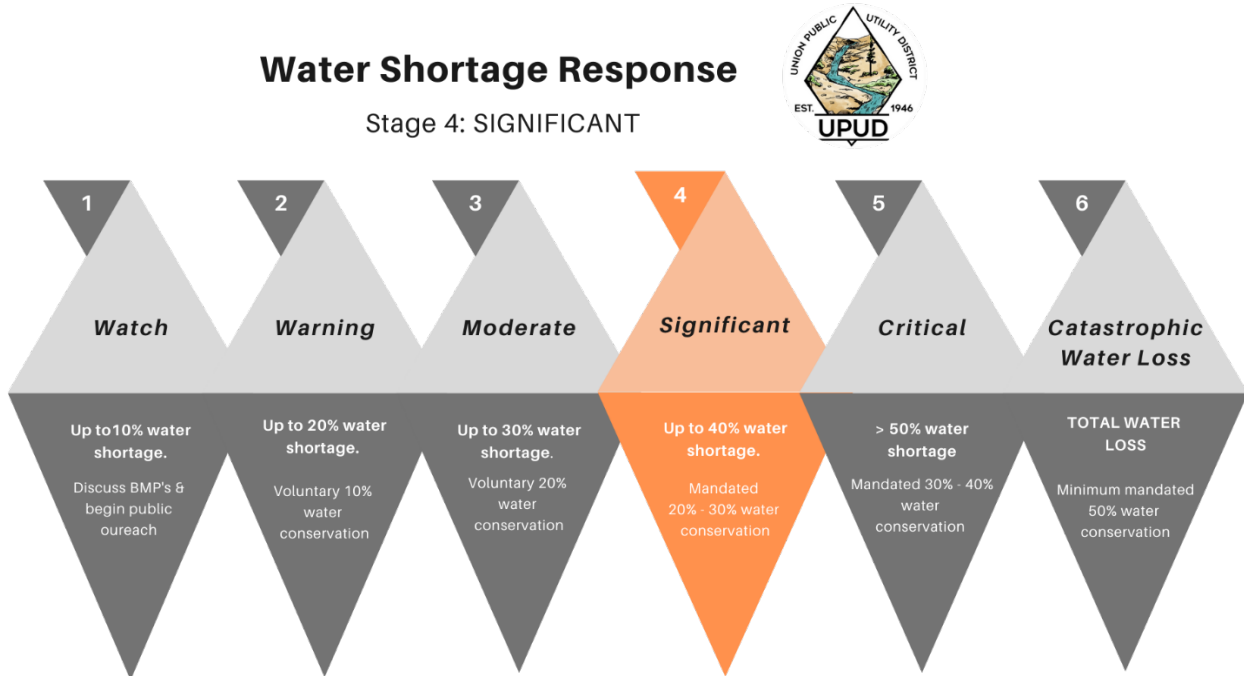 Water Shortage Response
Stage 4: SIGNIFICANT
UNION PUBLIC UTILITY DISTRICT
EST. 1946
UPUD
1
Watch
Up to10% water
shortage.
Discuss BMP's &
begin public
oureach
2
Warning
Up to 20% water
shortage.
Voluntary 10%
water
conservation
3
Moderate
Up to 30% water
shortage.
Voluntary 20%
water
conservation
4
Significant
Up to 40% water
shortage.
Mandated
20% - 30% water
conservation
5
Critical
> 50% water
shortage
Mandated 30% - 40%
water
conservation
6
Catastrophic
Water Loss
TOTAL WATER
LOSS
Minimum mandated
50% water
conservation